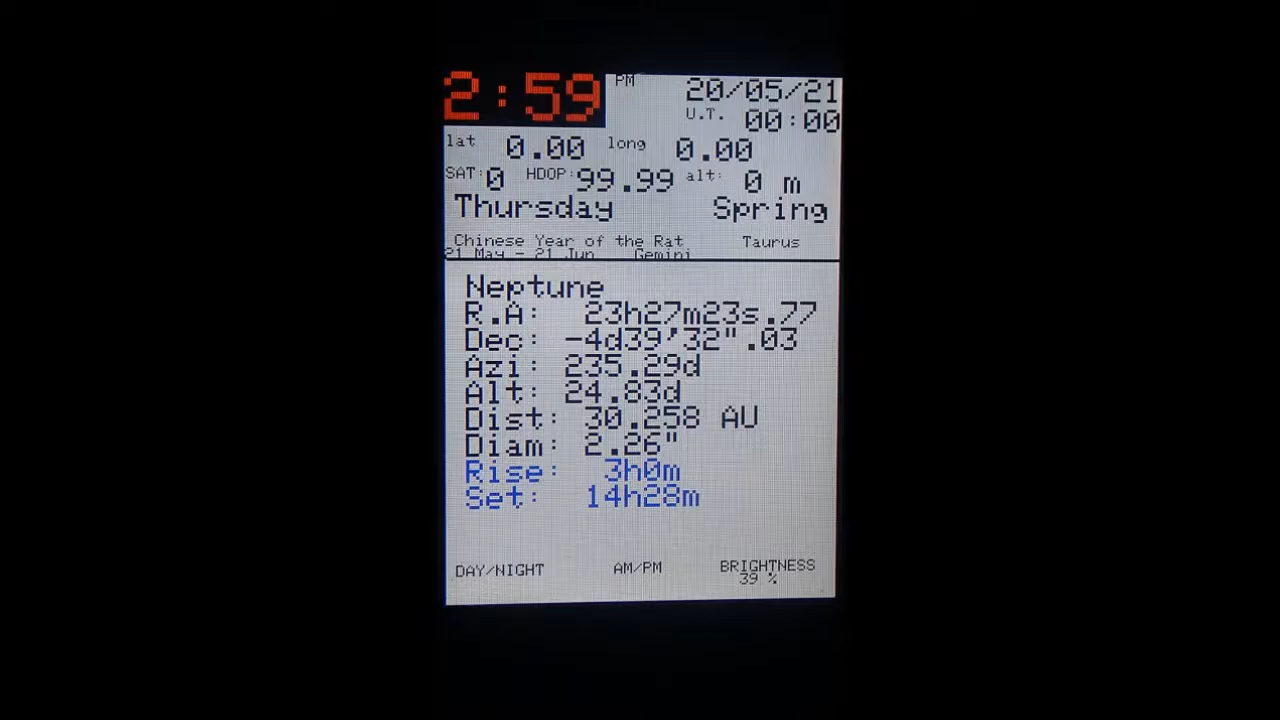 2:59 PM 20/05/21
U.T. 00:00
lat 0.00 long 0.00
SAT:0 HDOP:99.99 alt: 0 m
Thursday Spring
Chinese Year of the Rat Taurus
21 May - 21 Jun Gemini
Neptune
R.A: 23h27m23s.77
Dec: -4d39'32".03
Azi: 235.29d
Alt: 24.83d
Dist: 30.258 AU
Diam: 2.26"
Rise: 3h0m
Set: 14h28m
DAY/NIGHT AM/PM BRIGHTNESS
39 %